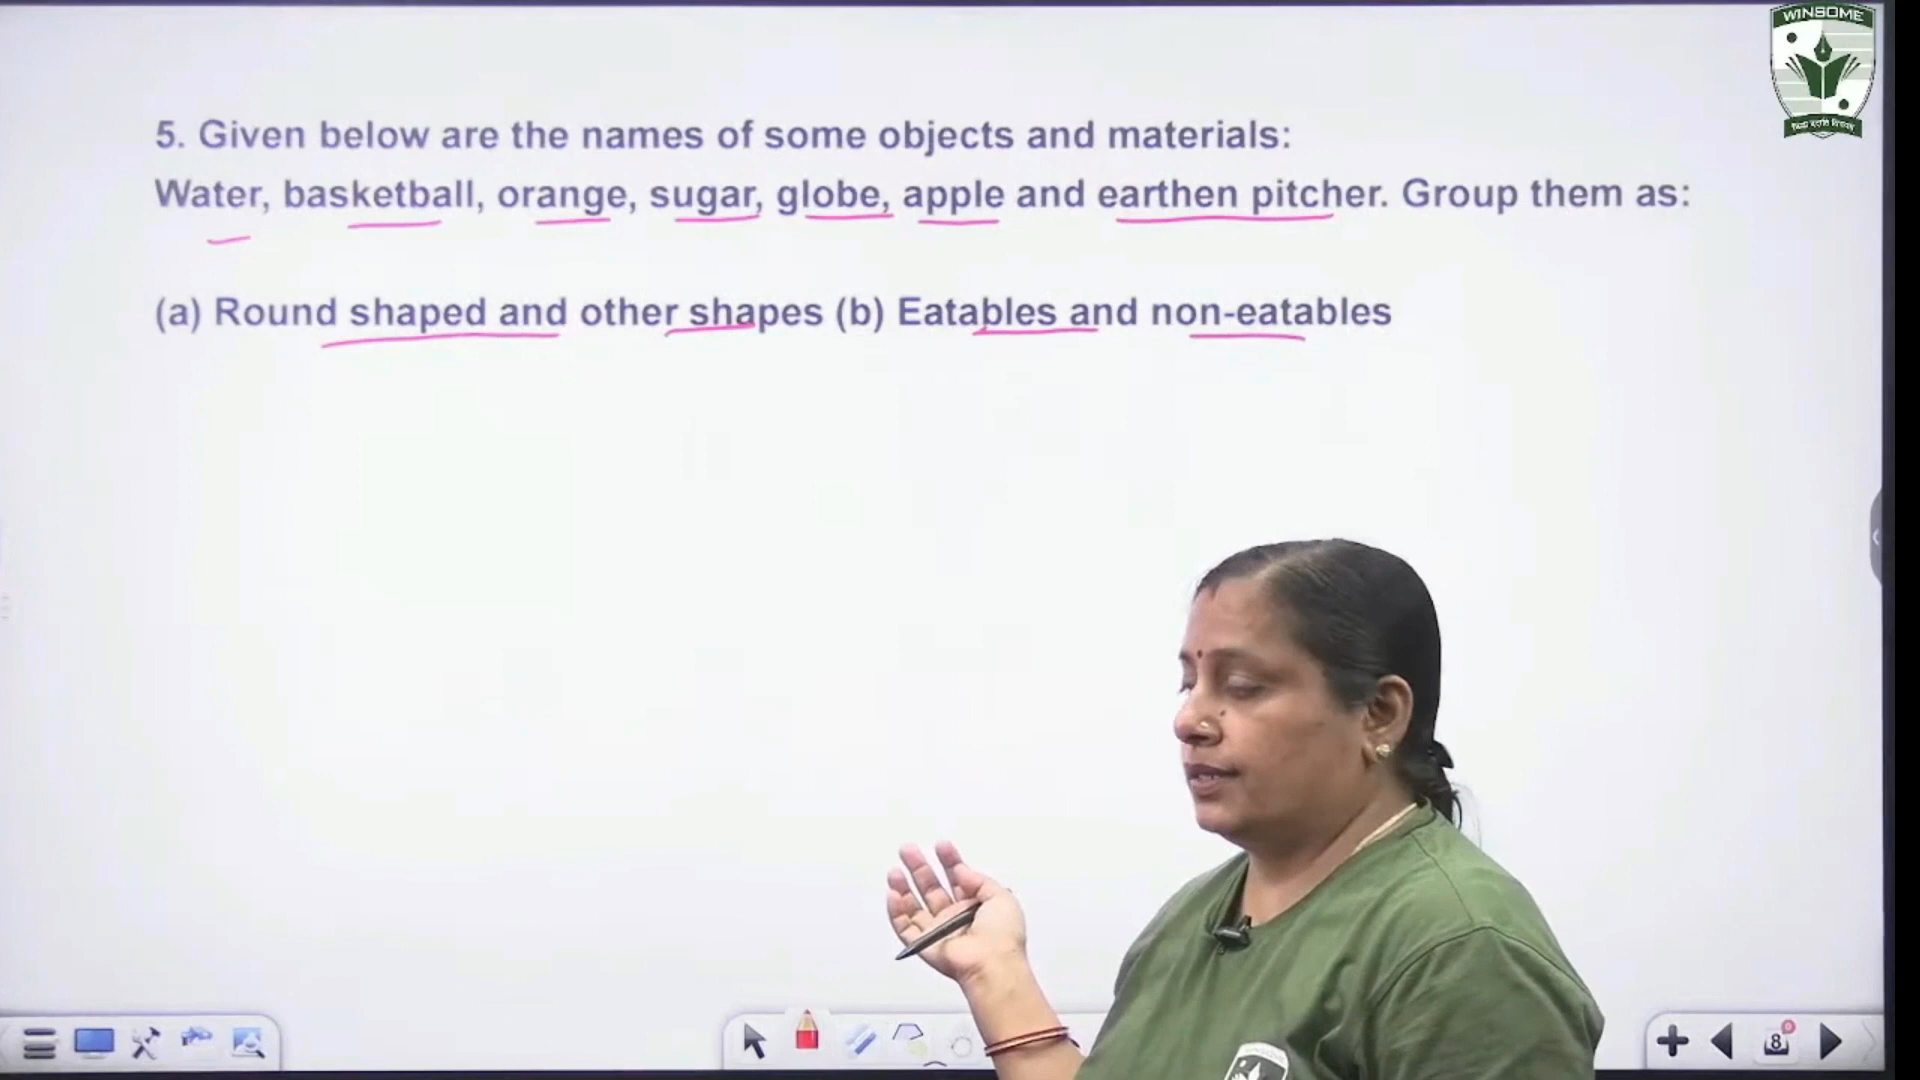 WINSOME
5. Given below are the names of some objects and materials:
Water, basketball, orange, sugar, globe, apple and earthen pitcher. Group them as:
(a) Round shaped and other shapes (b) Eatables and non-eatables
8